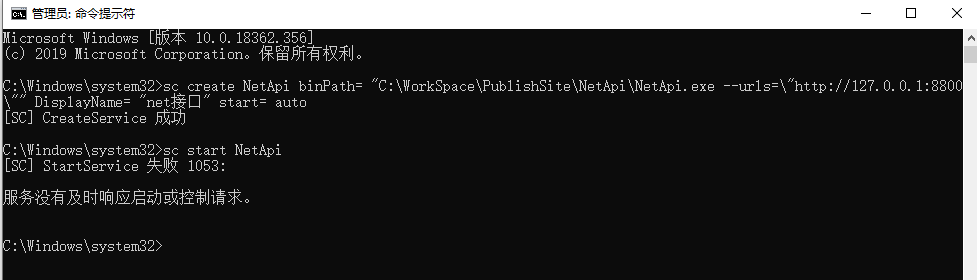 管理员: 命令提示符
Microsoft Windows [版本 10.0.18362.356]
(c) 2019 Microsoft Corporation。保留所有权利。
C:\Windows\system32>sc create NetApi binPath= "C:\WorkSpace\PublishSite\NetApi\NetApi.exe --urls=\"http://127.0.0.1:8800
\"" DisplayName= "net接口" start= auto
[SC] CreateService 成功
C:\Windows\system32>sc start NetApi
[SC] StartService 失败 1053:
服务没有及时响应启动或控制请求。
C:\Windows\system32>